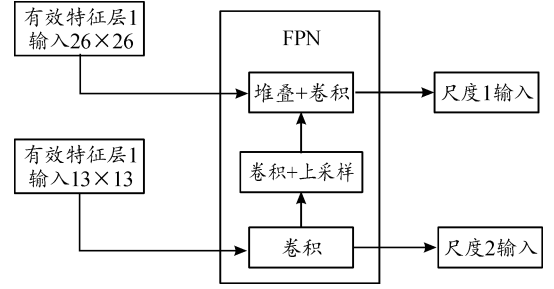 有效特征层1
输入26×26
FPN
堆叠+卷积
尺度1输入
有效特征层1
输入13×13
卷积+上采样
卷积
尺度2输入